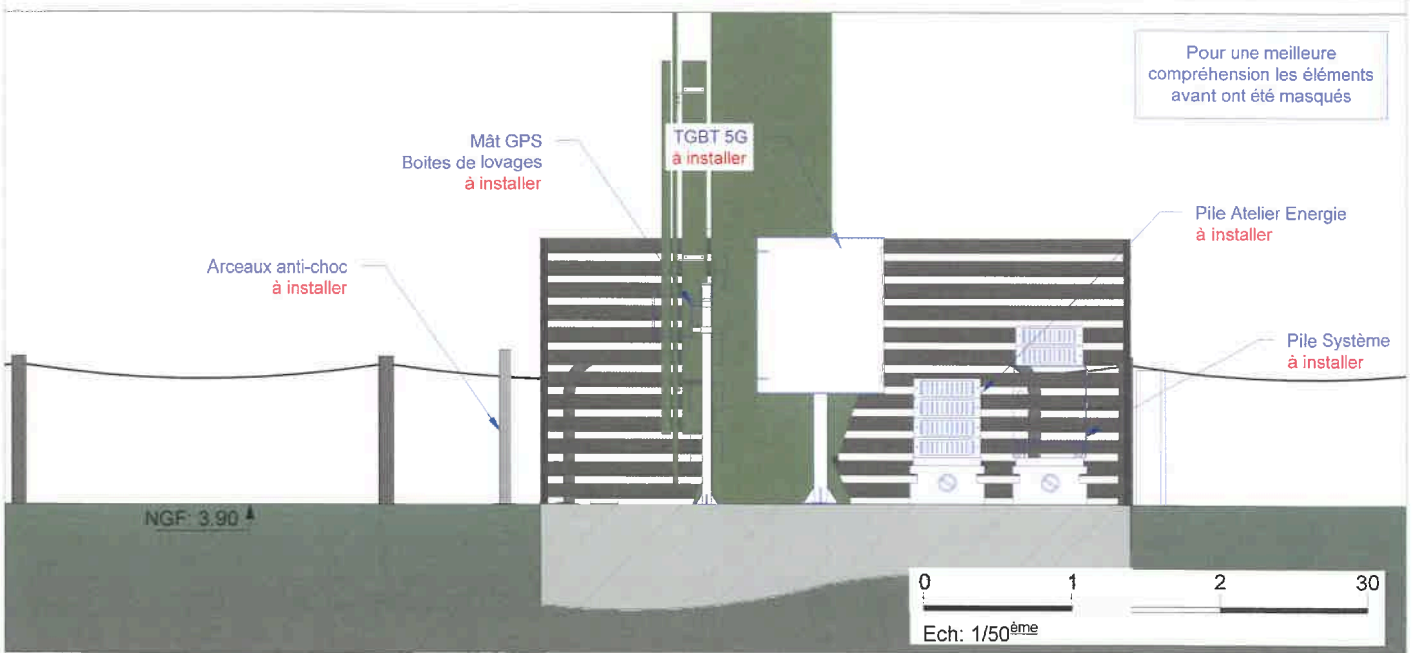 Pour une meilleure
compréhension les éléments
avant ont été masqués
Mât GPS
Boites de lovages
à installer
TGBT 5G
à installer
Pile Atelier Energie
à installer
Arceaux anti-choc
à installer
Pile Système
à installer
NGF: 3.90
0 1 2 30
Ech: 1/50ème